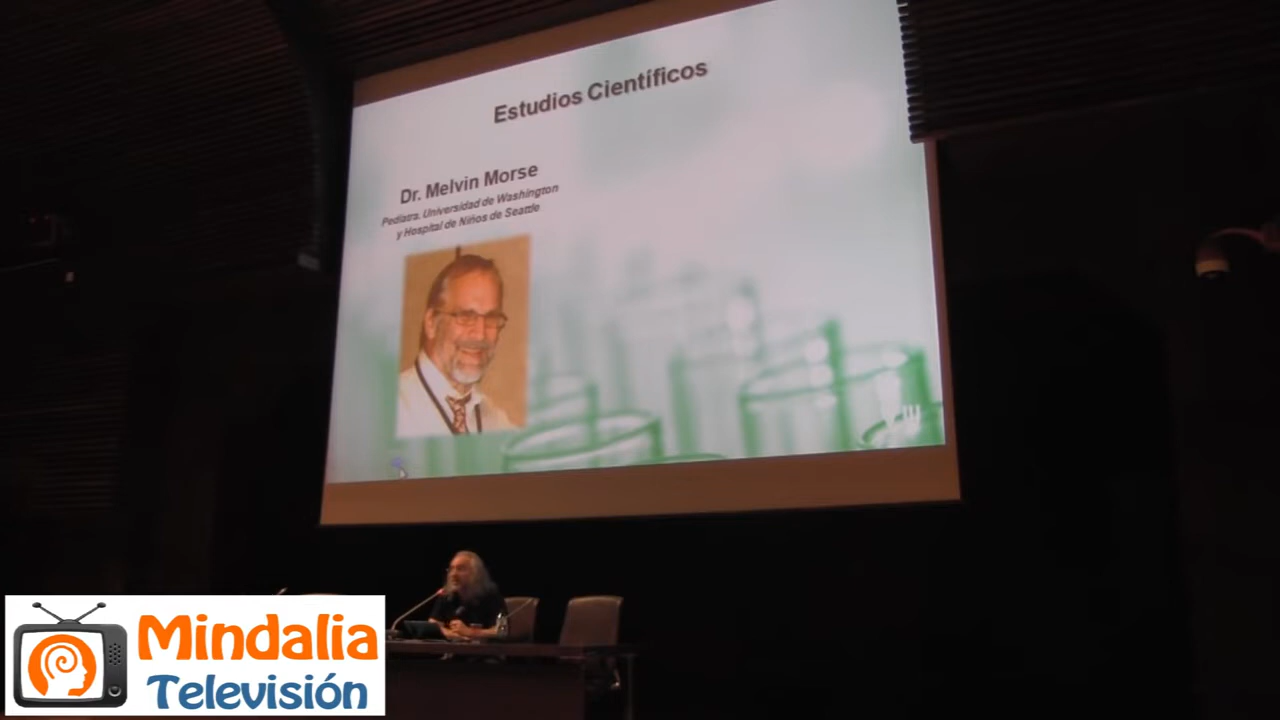 Estudios Científicos
Dr. Melvin Morse
Pediatra. Universidad de Washington
y Hospital de Niños de Seattle
Mindalia
Televisión